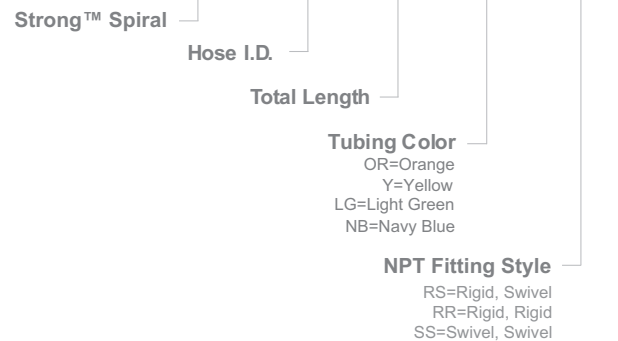 Strong™ Spiral
Hose I.D.
Total Length
Tubing Color
OR=Orange
Y=Yellow
LG=Light Green
NB=Navy Blue
NPT Fitting Style
RS=Rigid, Swivel
RR=Rigid, Rigid
SS=Swivel, Swivel